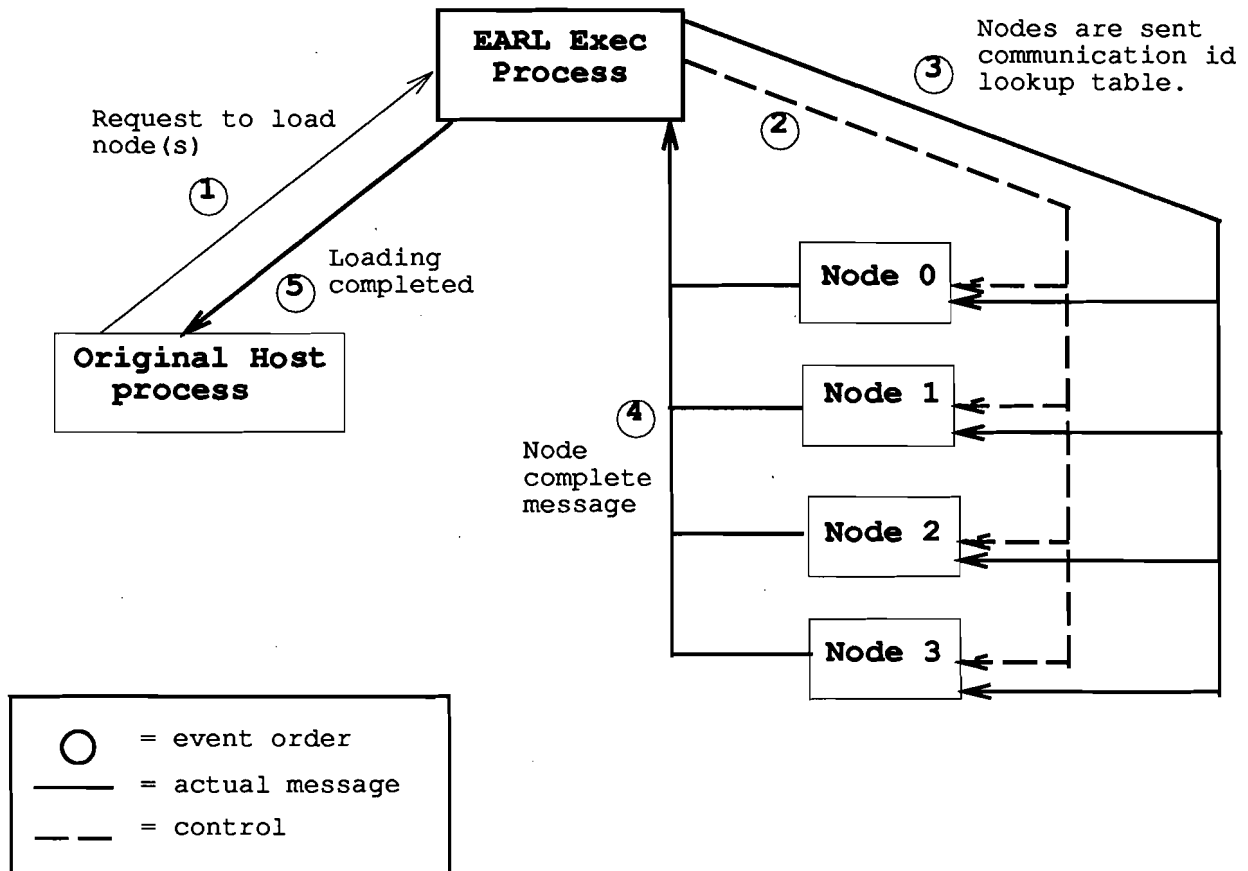 EARL Exec
Process
Nodes are sent
communication id
lookup table.
3
2
Request to load
node(s)
1
Loading
completed
5
Original Host
process
Node 0
Node 1
4
Node
complete
message
Node 2
Node 3
= event order
= actual message
= control